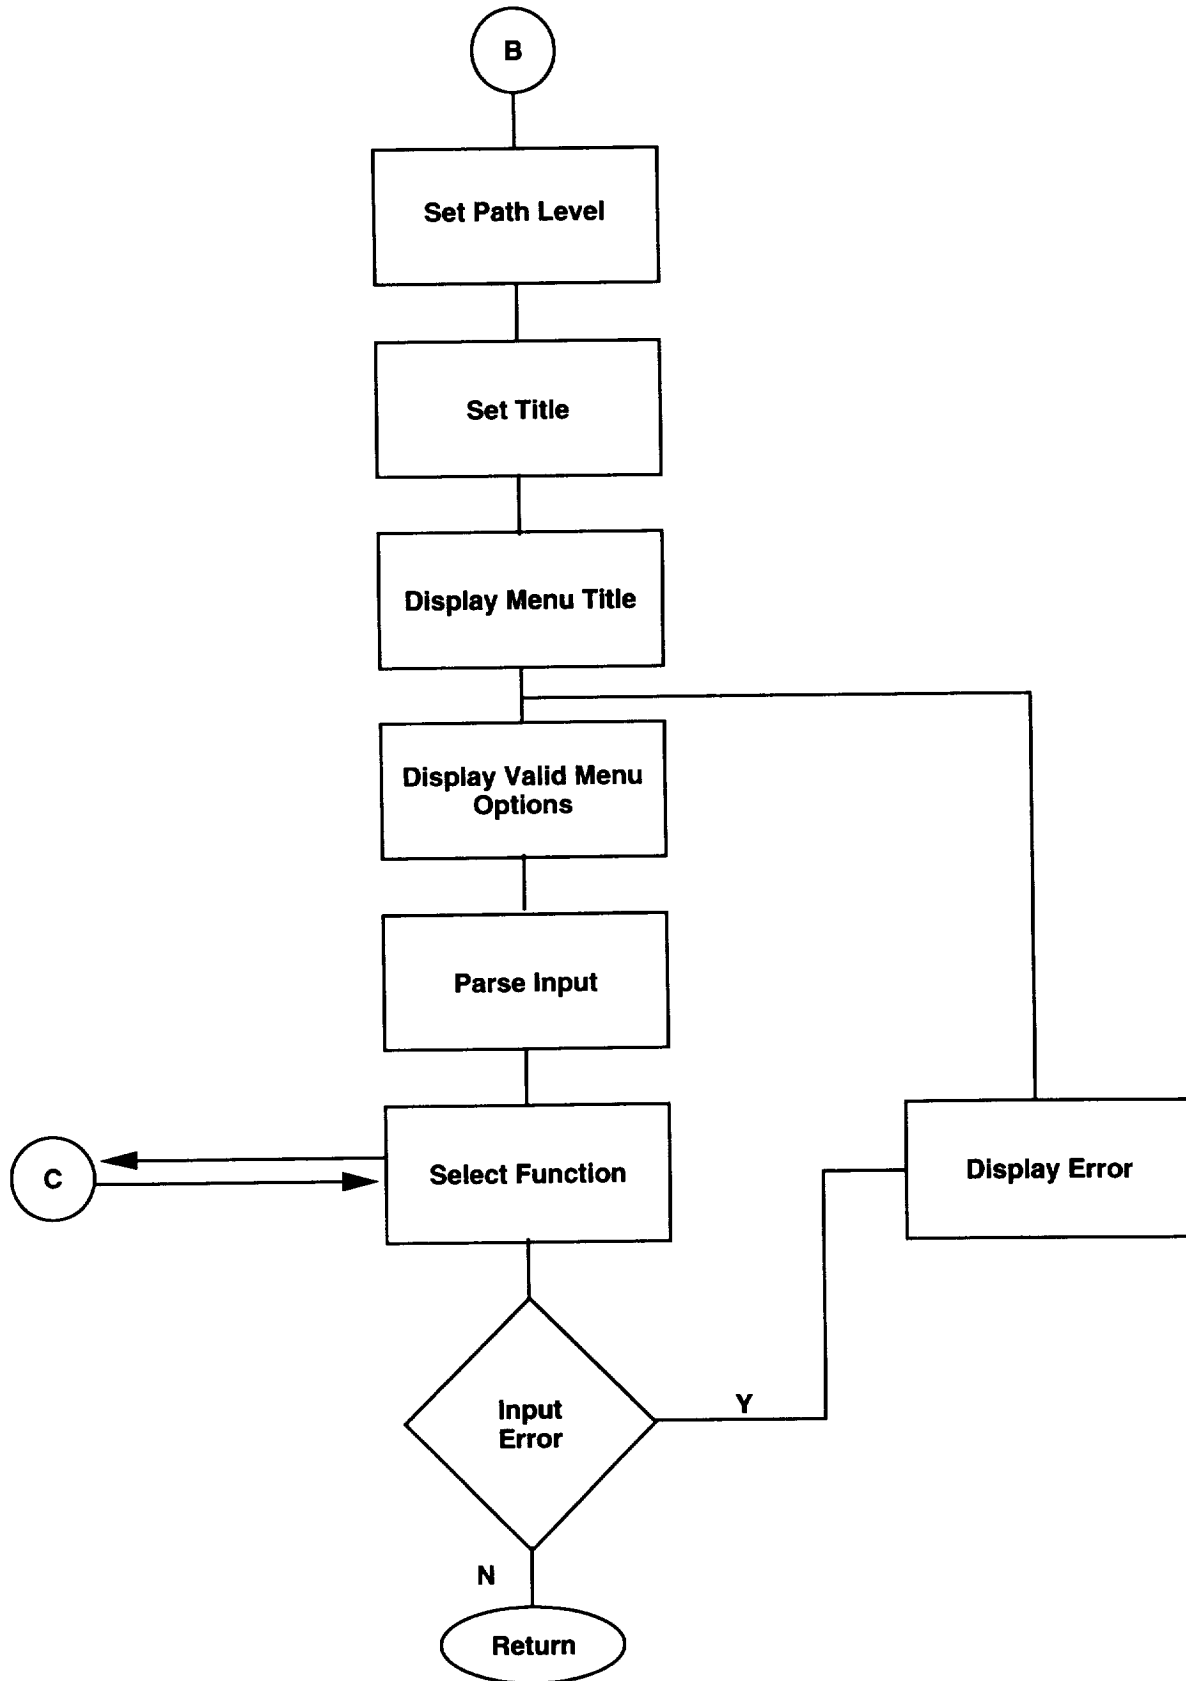 B
Set Path Level
Set Title
Display Menu Title
Display Valid Menu
Options
Parse Input
C
Select Function
Display Error
Input
Error
Y
N
Return